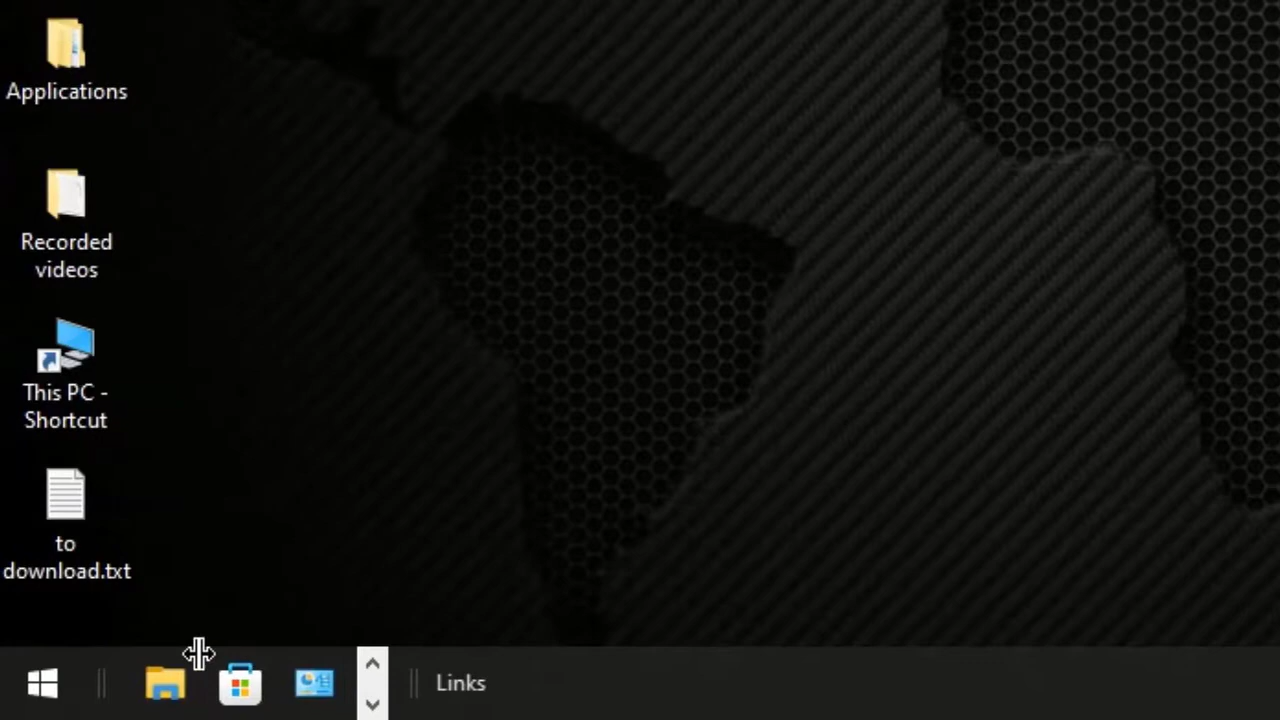 Applications
Recorded
videos
This PC -
Shortcut
to
download.txt
Links